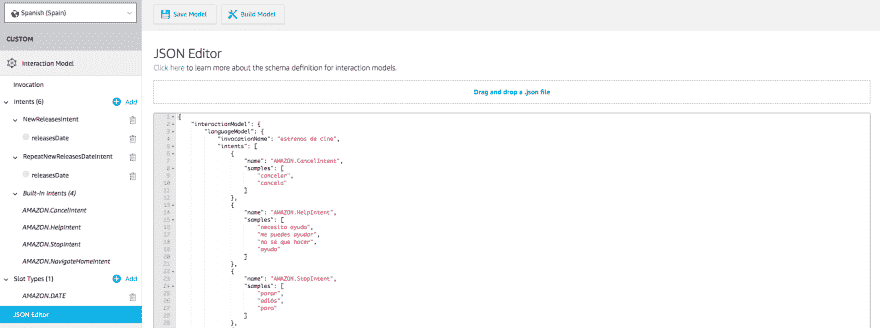 Spanish (Spain)
Save Model
Build Model
CUSTOM
Interaction Model
Invocation
Intents (6)
Add
NewReleasesIntent
releasesDate
RepeatNewReleasesDateIntent
releasesDate
Built-In Intents (4)
AMAZON.CancelIntent
AMAZON.HelpIntent
AMAZON.StopIntent
AMAZON.NavigateHomeIntent
Slot Types (1)
Add
AMAZON.DATE
JSON Editor
JSON Editor
Click here to learn more about the schema definition for interaction models.
Drag and drop a .json file
1 {
2 "interactionModel": {
3 "languageModel": {
4 "invocationName": "estrenos de cine",
5 "intents": [
6 {
7 "name": "AMAZON.CancelIntent",
8 "samples": [
9 "cancelar",
10 "cancela"
11 ]
12 },
13 {
14 "name": "AMAZON.HelpIntent",
15 "samples": [
16 "necesito ayuda",
17 "me puedes ayudar",
18 "no sé que hacer",
19 "ayuda"
20 ]
21 },
22 {
23 "name": "AMAZON.StopIntent",
24 "samples": [
25 "parar",
26 "adiós",
27 "para"
28 ]
29 },